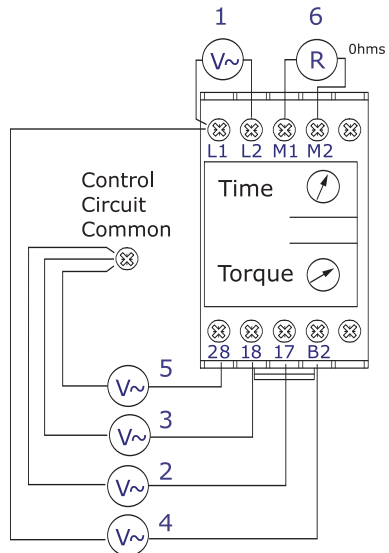 1
6
V~
R
0hms
L1 L2 M1 M2
Control
Circuit
Common
Time
Torque
28 18 17 B2
V~
5
V~
3
V~
2
V~
4